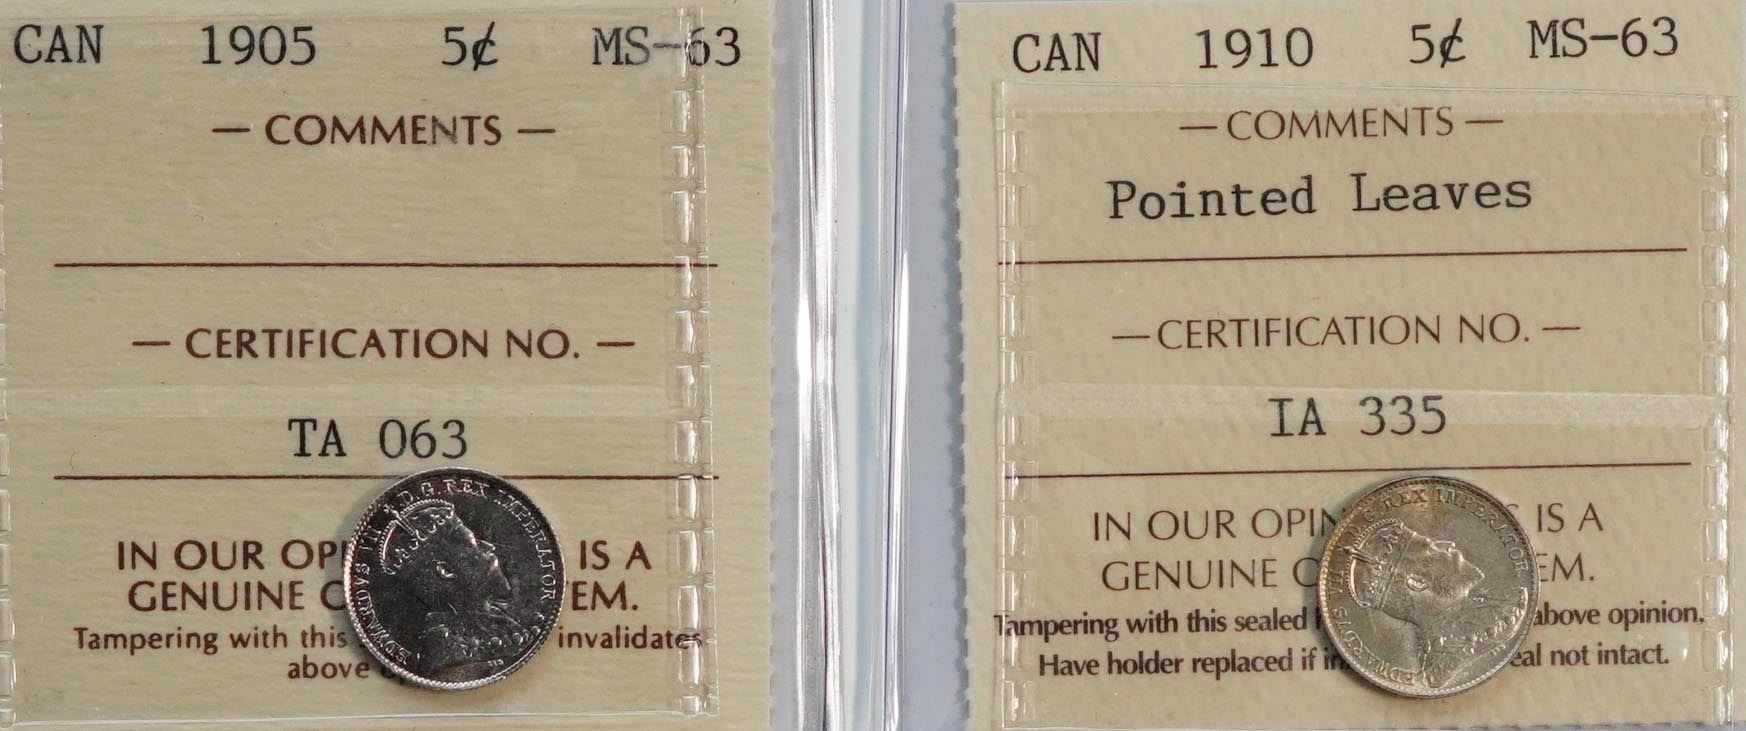 CAN 1905 5¢ MS-63
— COMMENTS —
— CERTIFICATION NO. —
TA 063
IN OUR OPI IS A
GENUINE EM.
Tampering with this invalidates
above
EDWARDVS VII D.G. REX IMPERATOR
CAN 1910 5¢ MS-63
— COMMENTS —
Pointed Leaves
— CERTIFICATION NO. —
IA 335
IN OUR OPIN IS A
GENUINE EM.
Tampering with this sealed above opinion.
Have holder replaced if eal not intact.
EDWARDVS VII REX IMPERATOR